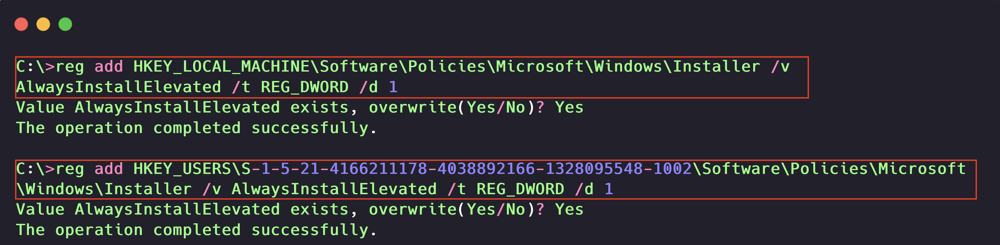 C:\>reg add HKEY_LOCAL_MACHINE\Software\Policies\Microsoft\Windows\Installer /v
AlwaysInstallElevated /t REG_DWORD /d 1
Value AlwaysInstallElevated exists, overwrite(Yes/No)? Yes
The operation completed successfully.
C:\>reg add HKEY_USERS\S-1-5-21-4166211178-4038892166-1328095548-1002\Software\Policies\Microsoft
\Windows\Installer /v AlwaysInstallElevated /t REG_DWORD /d 1
Value AlwaysInstallElevated exists, overwrite(Yes/No)? Yes
The operation completed successfully.